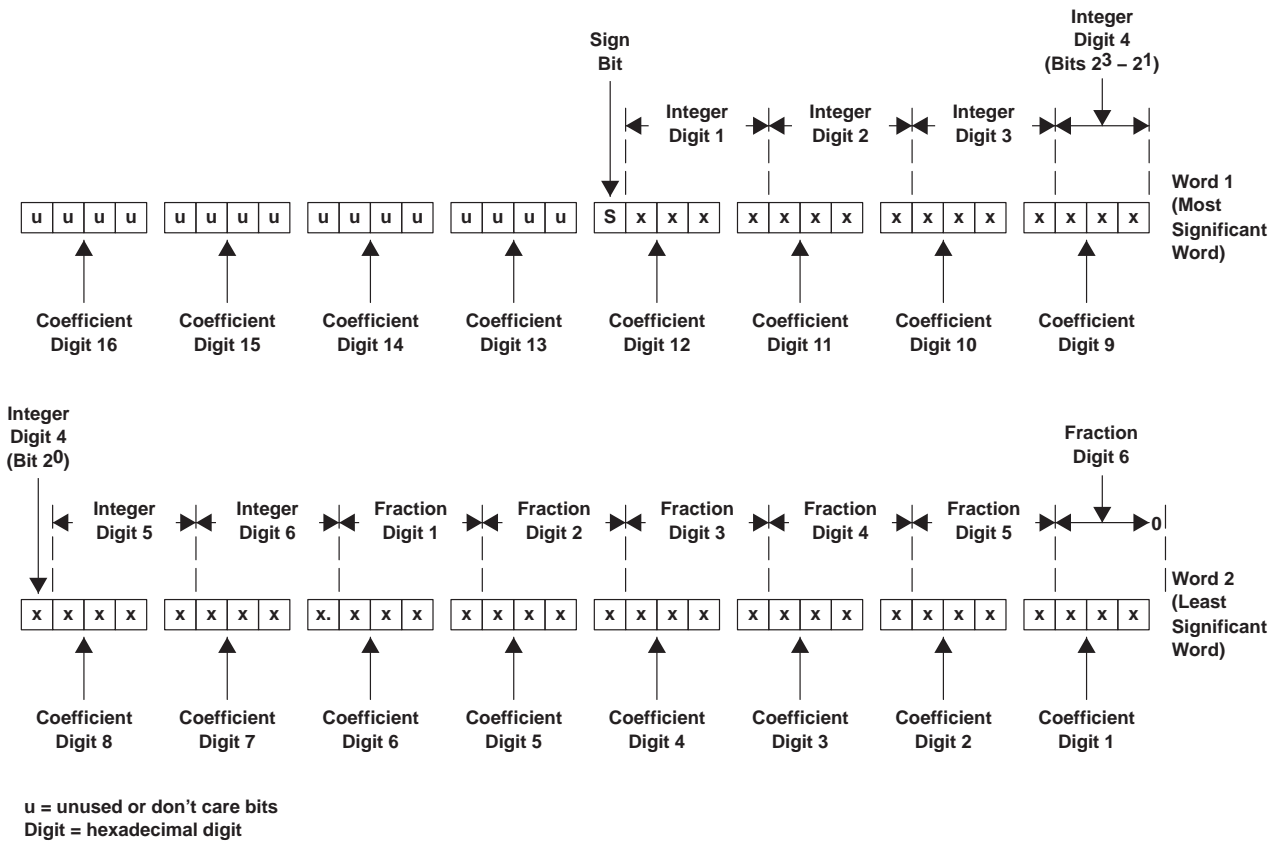 Sign
Bit
Integer
Digit 4
(Bits 2³ – 2¹)
Integer
Digit 1
Integer
Digit 2
Integer
Digit 3
u u u u
u u u u
u u u u
u u u u
S x x x
x x x x
x x x x
x x x x
Word 1
(Most
Significant
Word)
Coefficient
Digit 16
Coefficient
Digit 15
Coefficient
Digit 14
Coefficient
Digit 13
Coefficient
Digit 12
Coefficient
Digit 11
Coefficient
Digit 10
Coefficient
Digit 9
Integer
Digit 4
(Bit 2⁰)
Integer
Digit 5
Integer
Digit 6
Fraction
Digit 1
Fraction
Digit 2
Fraction
Digit 3
Fraction
Digit 4
Fraction
Digit 5
Fraction
Digit 6
0
x x x x
x x x x
x. x x x
x x x x
x x x x
x x x x
x x x x
x x x x
Word 2
(Least
Significant
Word)
Coefficient
Digit 8
Coefficient
Digit 7
Coefficient
Digit 6
Coefficient
Digit 5
Coefficient
Digit 4
Coefficient
Digit 3
Coefficient
Digit 2
Coefficient
Digit 1
u = unused or don't care bits
Digit = hexadecimal digit